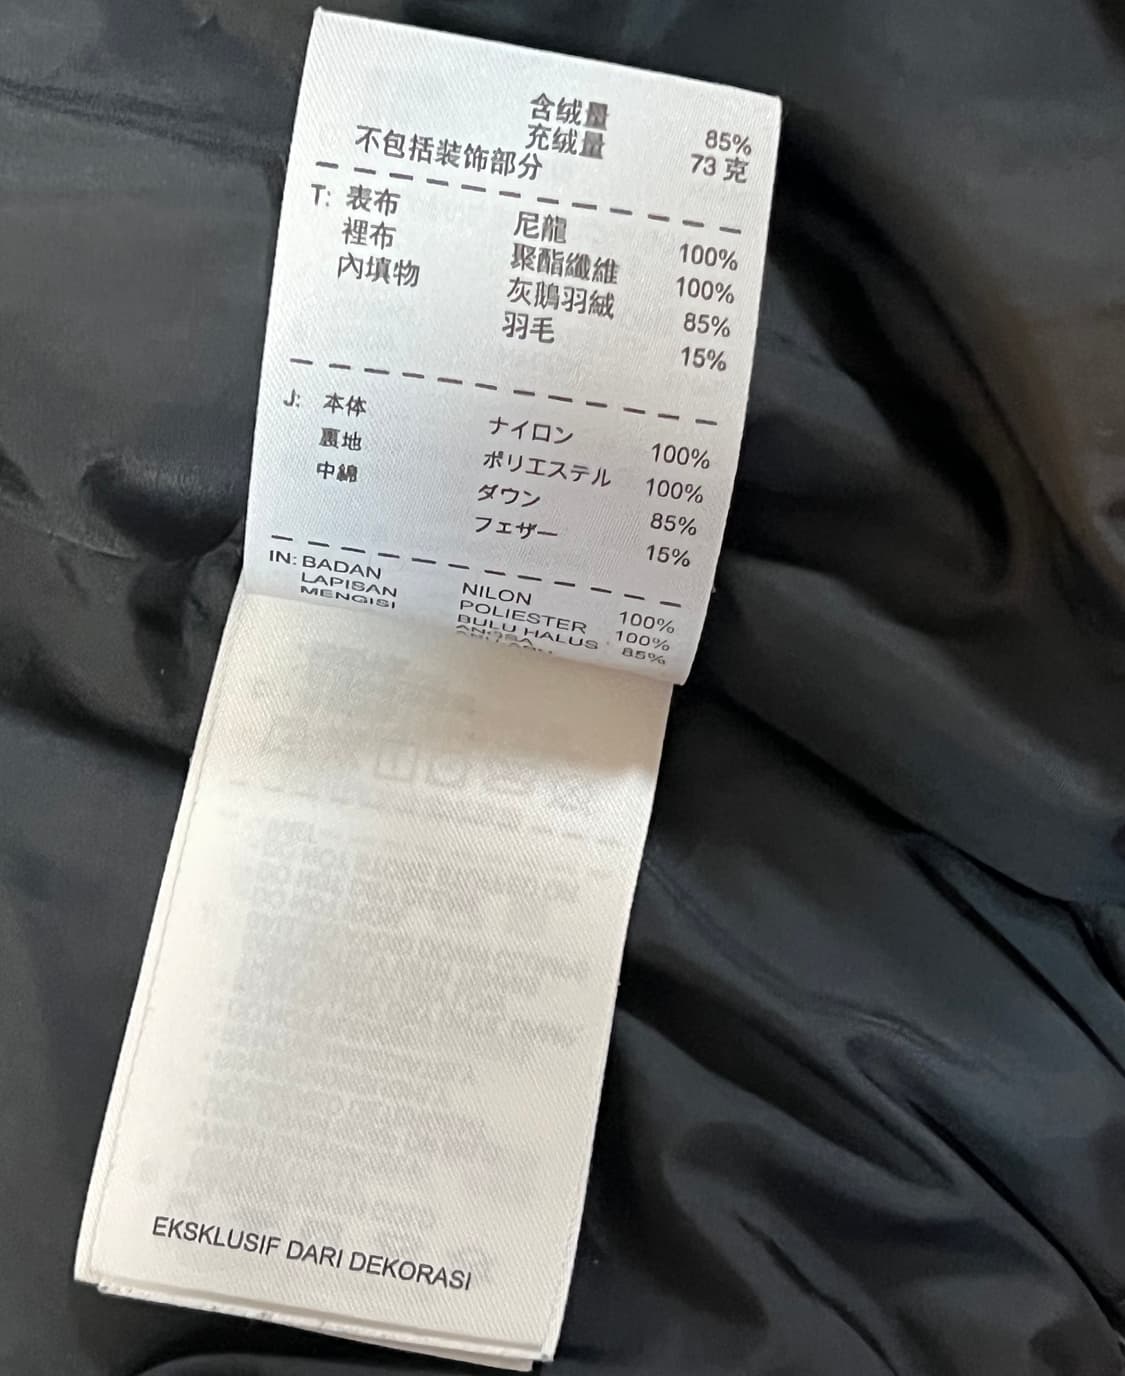 含绒量 85%
充绒量 73 克
不包括装饰部分
T: 表布 尼龍 100%
裡布 聚酯纖維 100%
內填物 灰鵝羽絨 85%
羽毛 15%
J: 本体 ナイロン 100%
裏地 ポリエステル 100%
中綿 ダウン 85%
フェザー 15%
IN: BADAN NILON 100%
LAPISAN POLIESTER 100%
MENGISI BULU HALUS 85%
ANGSA
EKSKLUSIF DARI DEKORASI